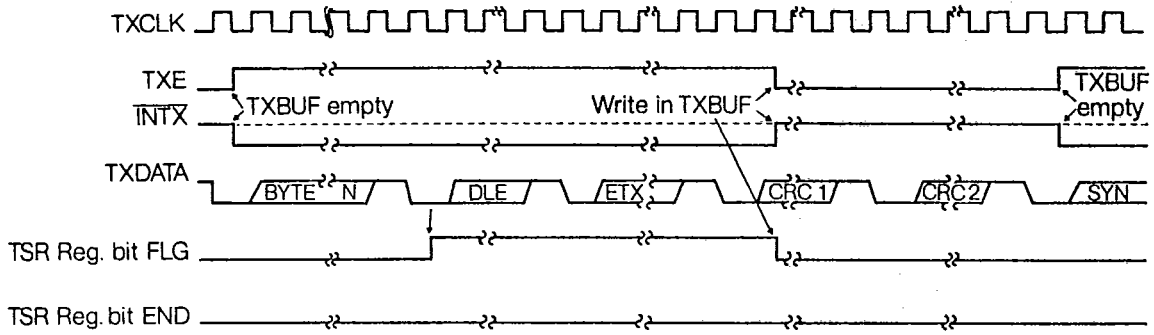 TXCLK
TXE
TXBUF empty
Write in TXBUF
TXBUF
empty
INTX
TXDATA
BYTE N
DLE
ETX
CRC 1
CRC 2
SYN
TSR Reg. bit FLG
TSR Reg. bit END